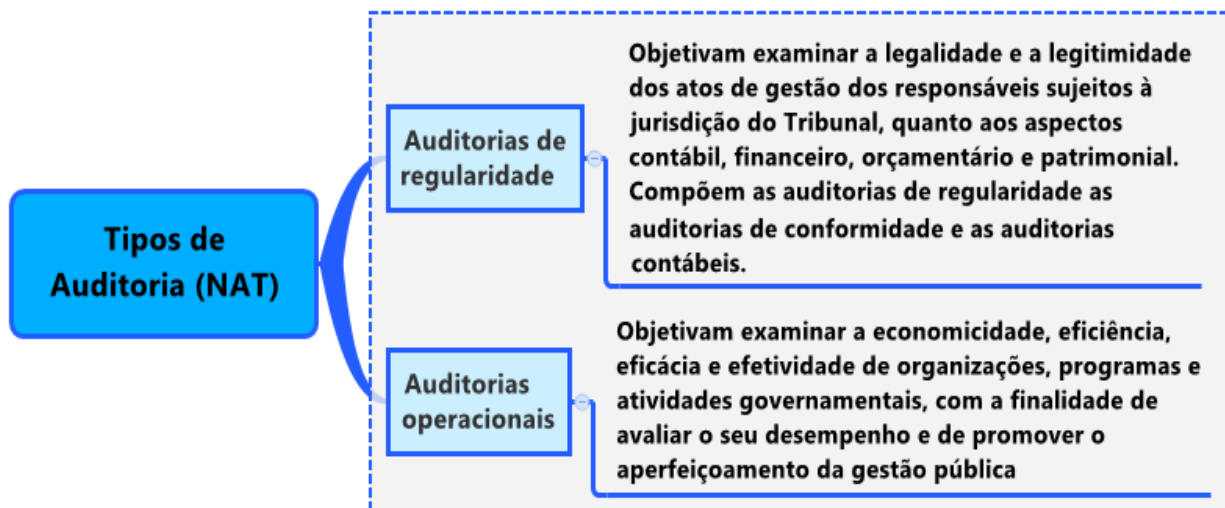 Tipos de
Auditoria (NAT)
Auditorias de
regularidade
Objetivam examinar a legalidade e a legitimidade
dos atos de gestão dos responsáveis sujeitos à
jurisdição do Tribunal, quanto aos aspectos
contábil, financeiro, orçamentário e patrimonial.
Compõem as auditorias de regularidade as
auditorias de conformidade e as auditorias
contábeis.
Auditorias
operacionais
Objetivam examinar a economicidade, eficiência,
eficácia e efetividade de organizações, programas e
atividades governamentais, com a finalidade de
avaliar o seu desempenho e de promover o
aperfeiçoamento da gestão pública